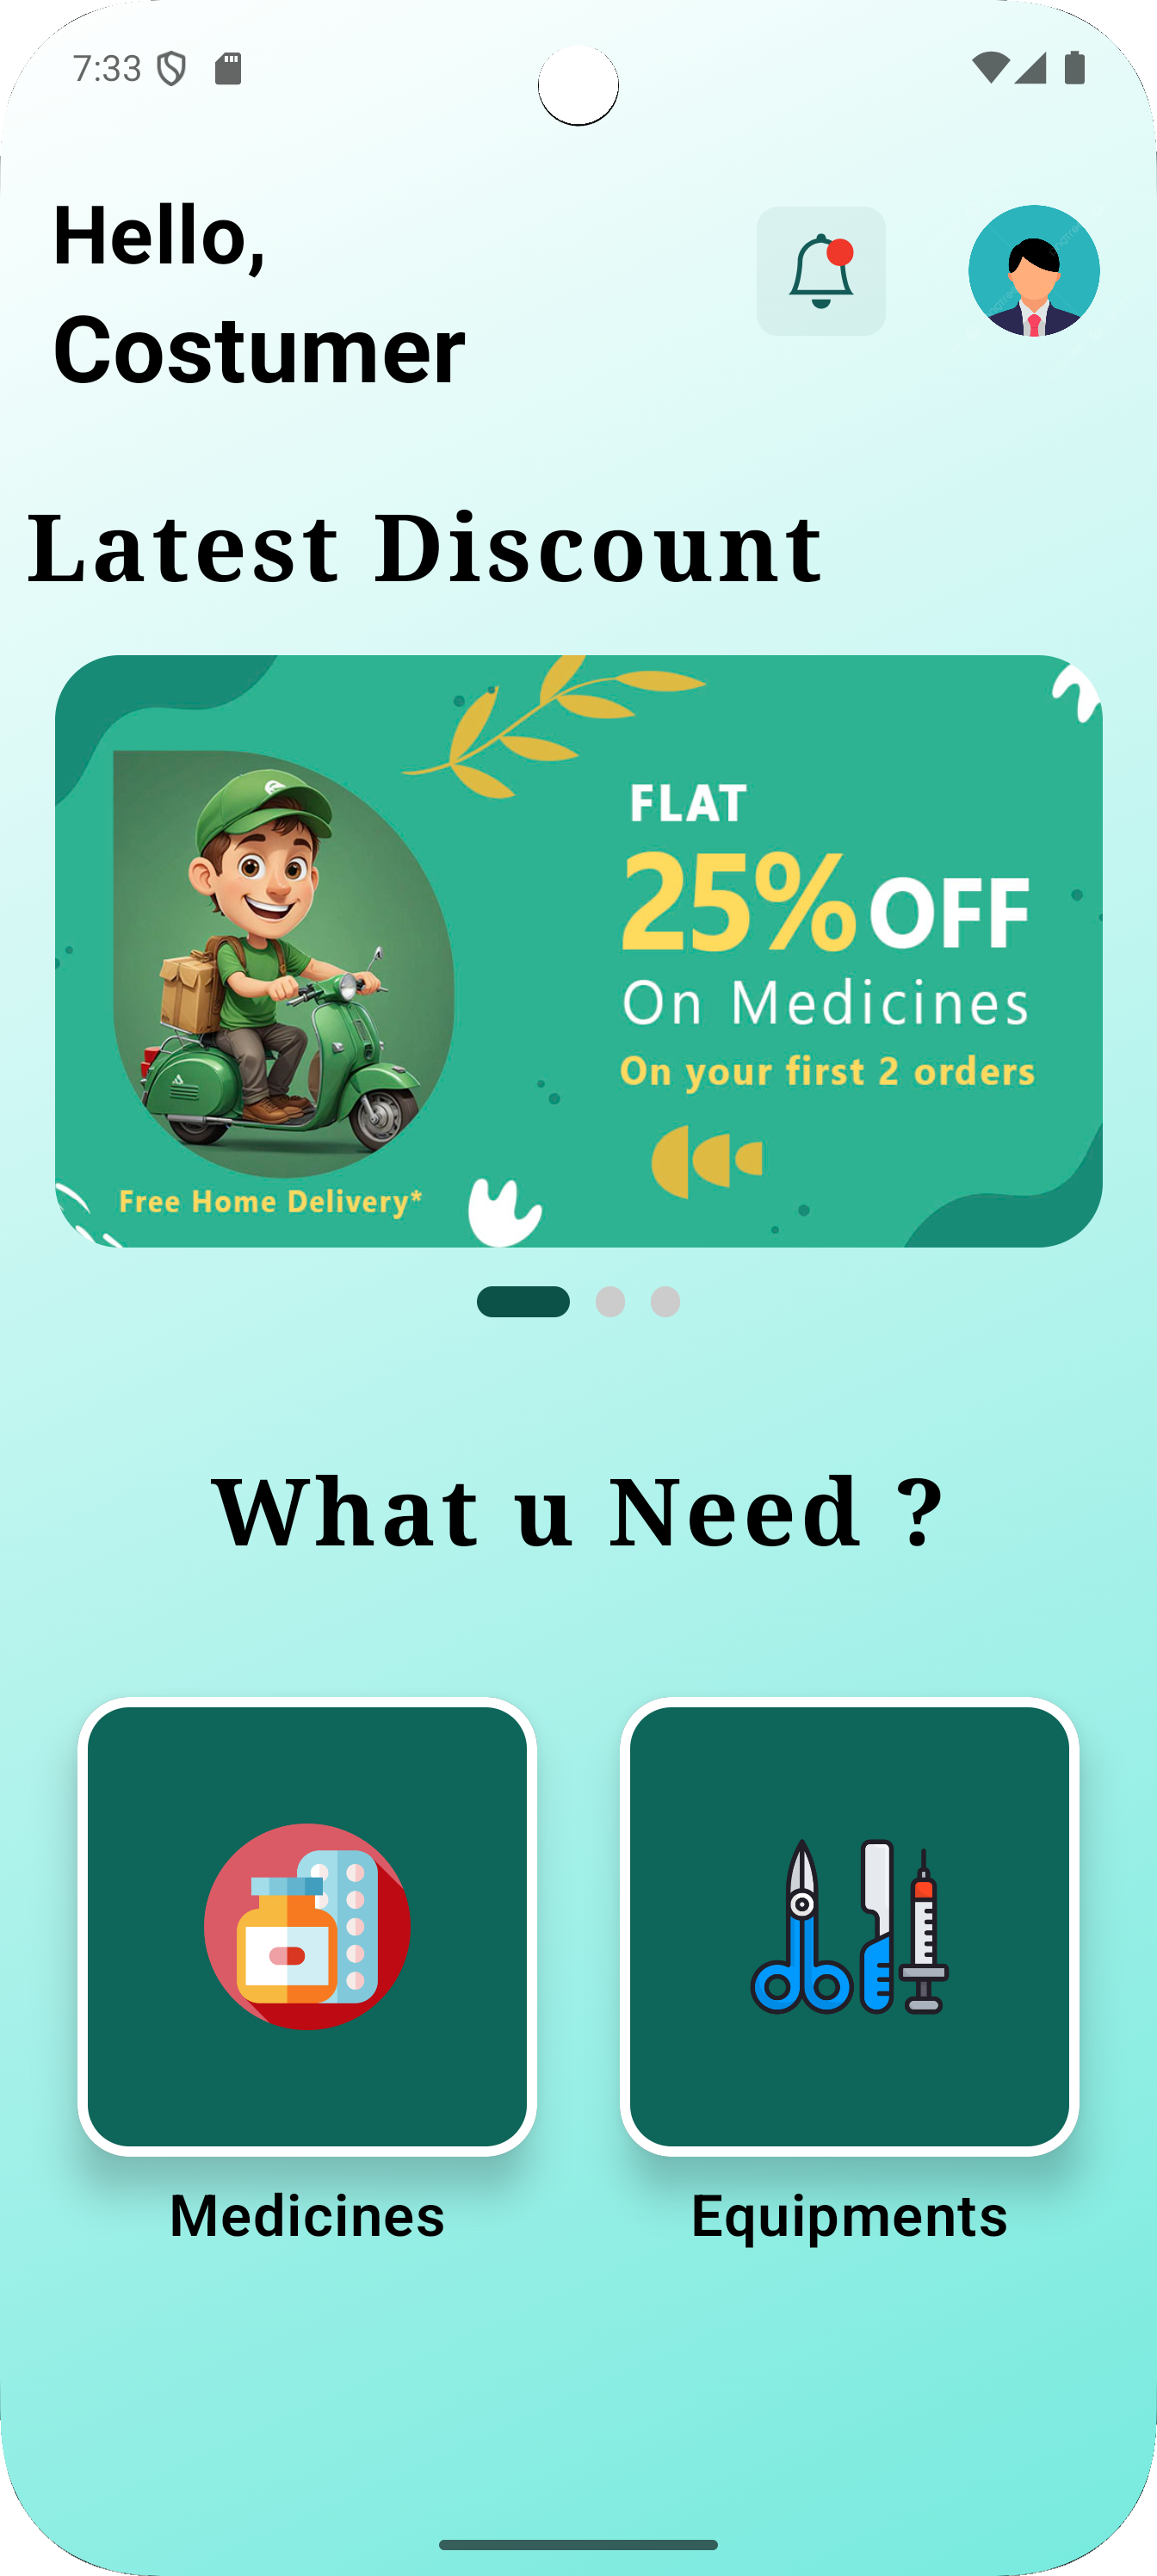 7:33
Hello,
Costumer
Latest Discount
FLAT
25% OFF
On Medicines
On your first 2 orders
Free Home Delivery*
What u Need ?
Medicines
Equipments